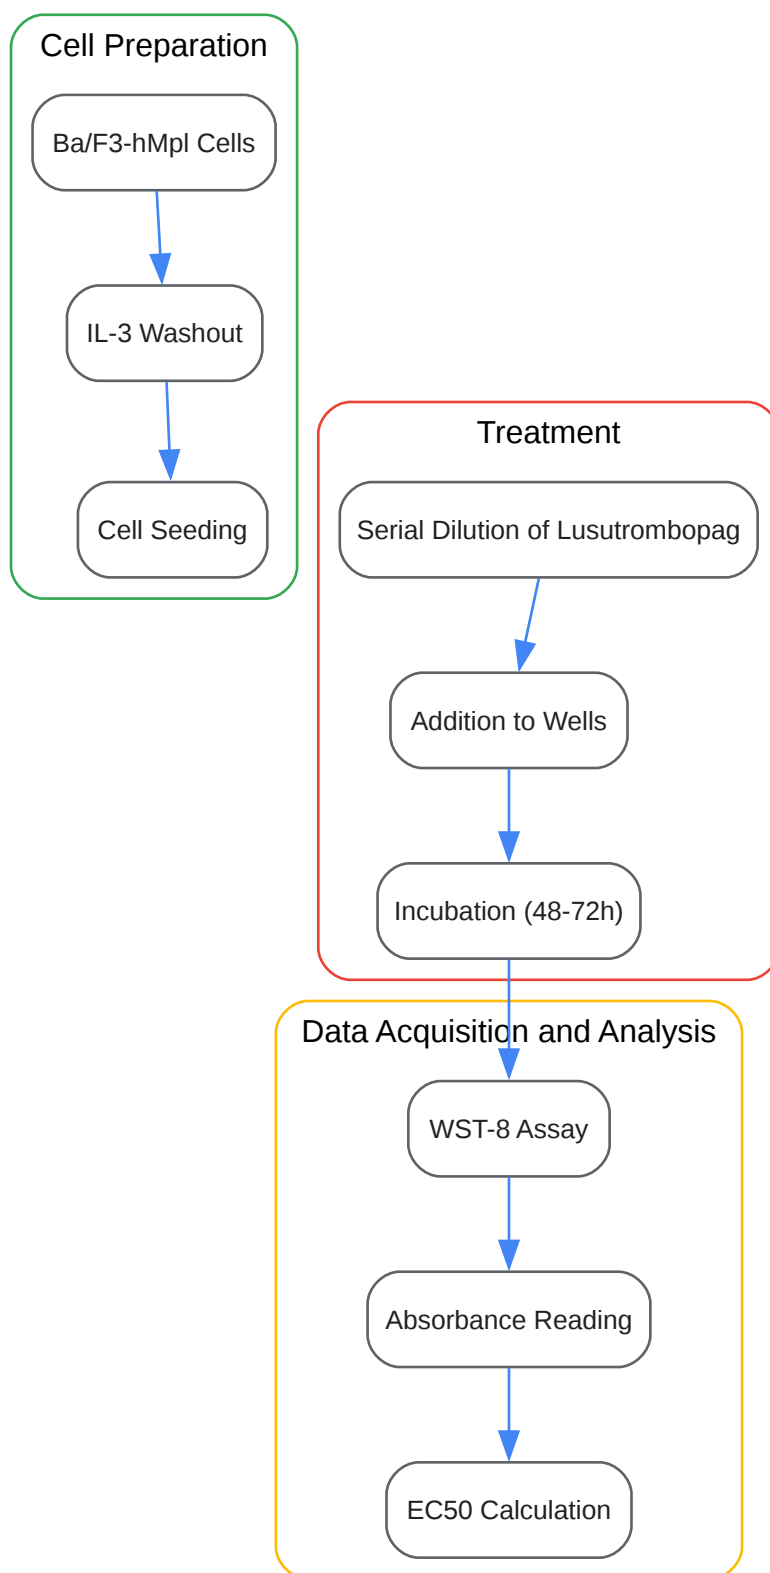 Cell Preparation
Ba/F3-hMpl Cells
IL-3 Washout
Cell Seeding
Treatment
Serial Dilution of Lusutrombopag
Addition to Wells
Incubation (48-72h)
Data Acquisition and Analysis
WST-8 Assay
Absorbance Reading
EC50 Calculation